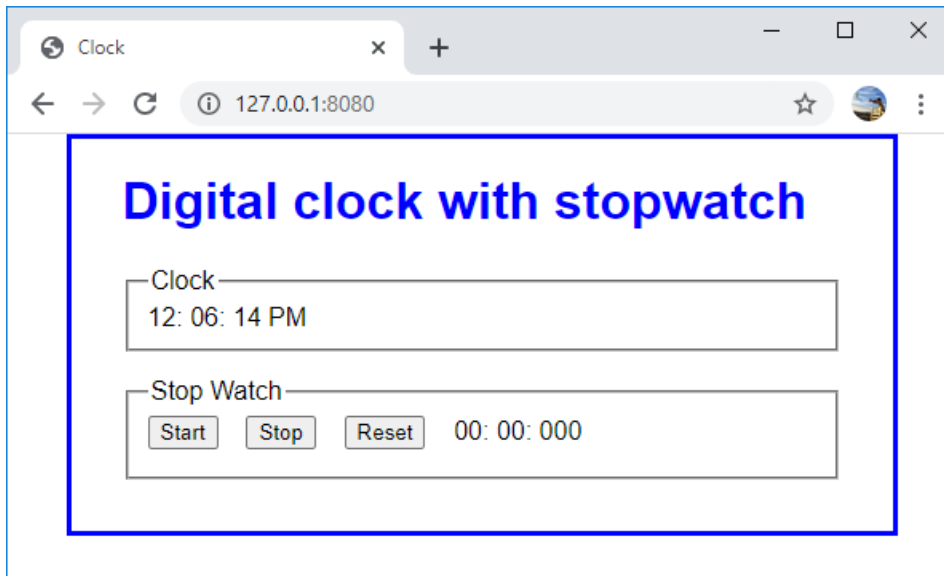 Clock
127.0.0.1:8080
Digital clock with stopwatch
Clock
12: 06: 14 PM
Stop Watch
Start Stop Reset 00: 00: 000